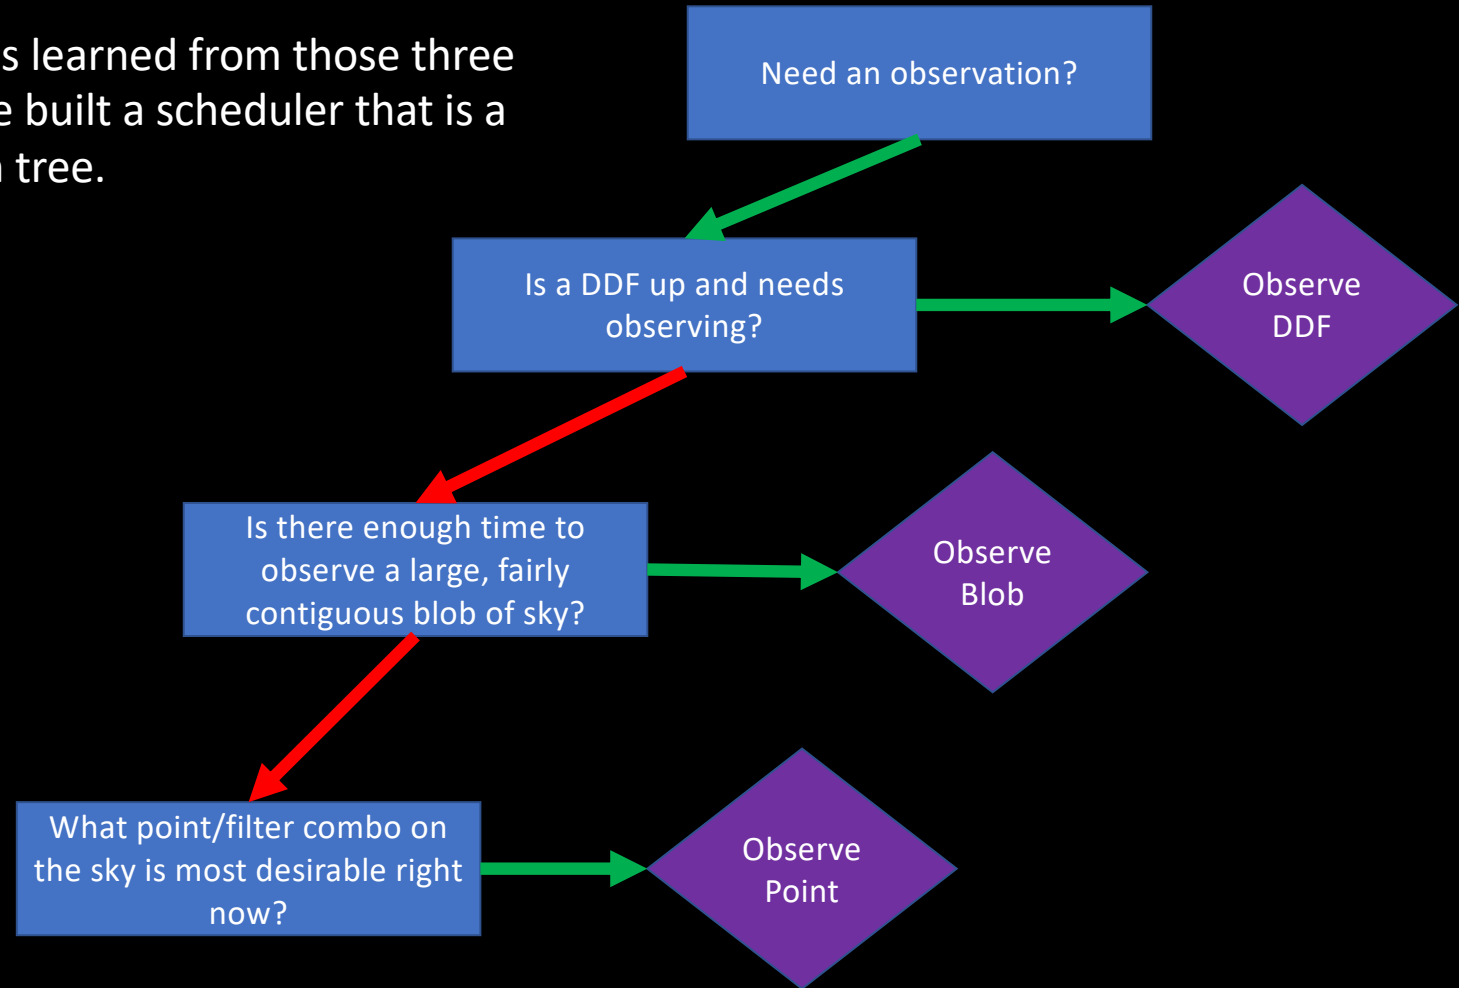 s learned from those three
Need an observation?
e built a scheduler that is a
tree.
Is a DDF up and needs
observing?
Observe
DDF
Is there enough time to
observe a large, fairly
contiguous blob of sky?
Observe
Blob
What point/filter combo on
the sky is most desirable right
now?
Observe
Point